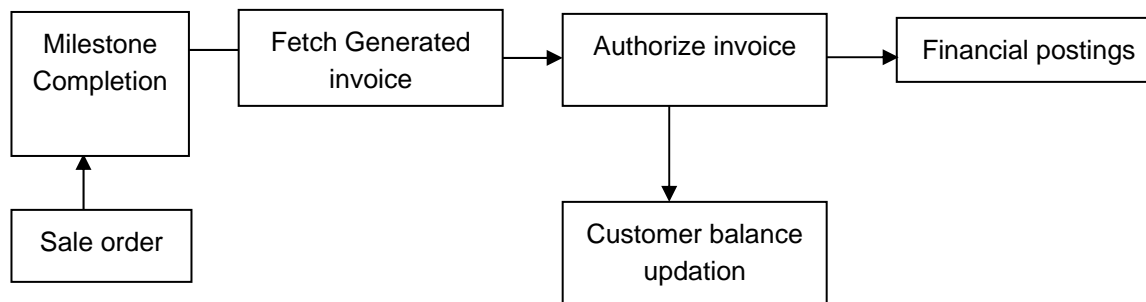 Milestone
Completion
Fetch Generated
invoice
Authorize invoice
Financial postings
Sale order
Customer balance
updation